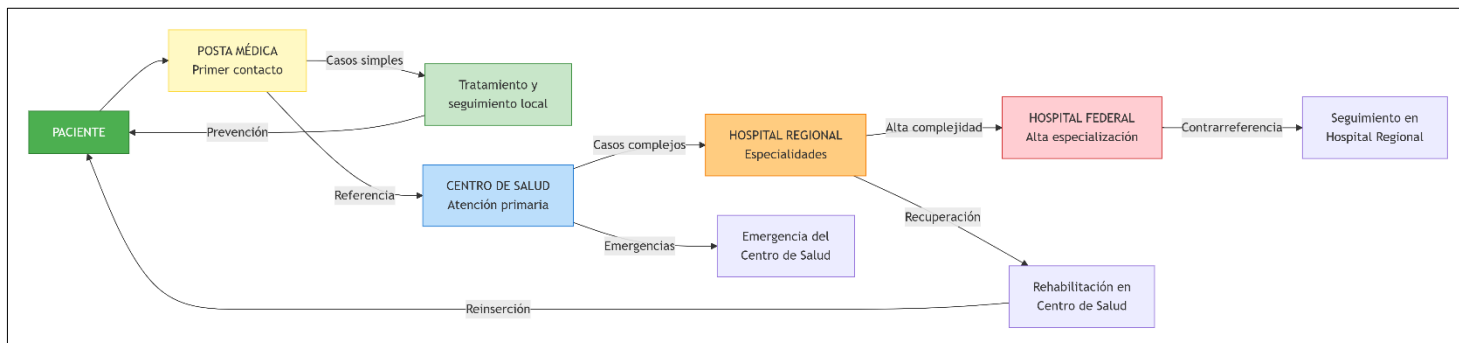 POSTA MÉDICA
Primer contacto
Casos simples
Tratamiento y
seguimiento local
PACIENTE
Prevención
Referencia
CENTRO DE SALUD
Atención primaria
Casos complejos
HOSPITAL REGIONAL
Especialidades
Alta complejidad
HOSPITAL FEDERAL
Alta especialización
Contrarreferencia
Seguimiento en
Hospital Regional
Emergencias
Emergencia del
Centro de Salud
Recuperación
Rehabilitación en
Centro de Salud
Reinserción